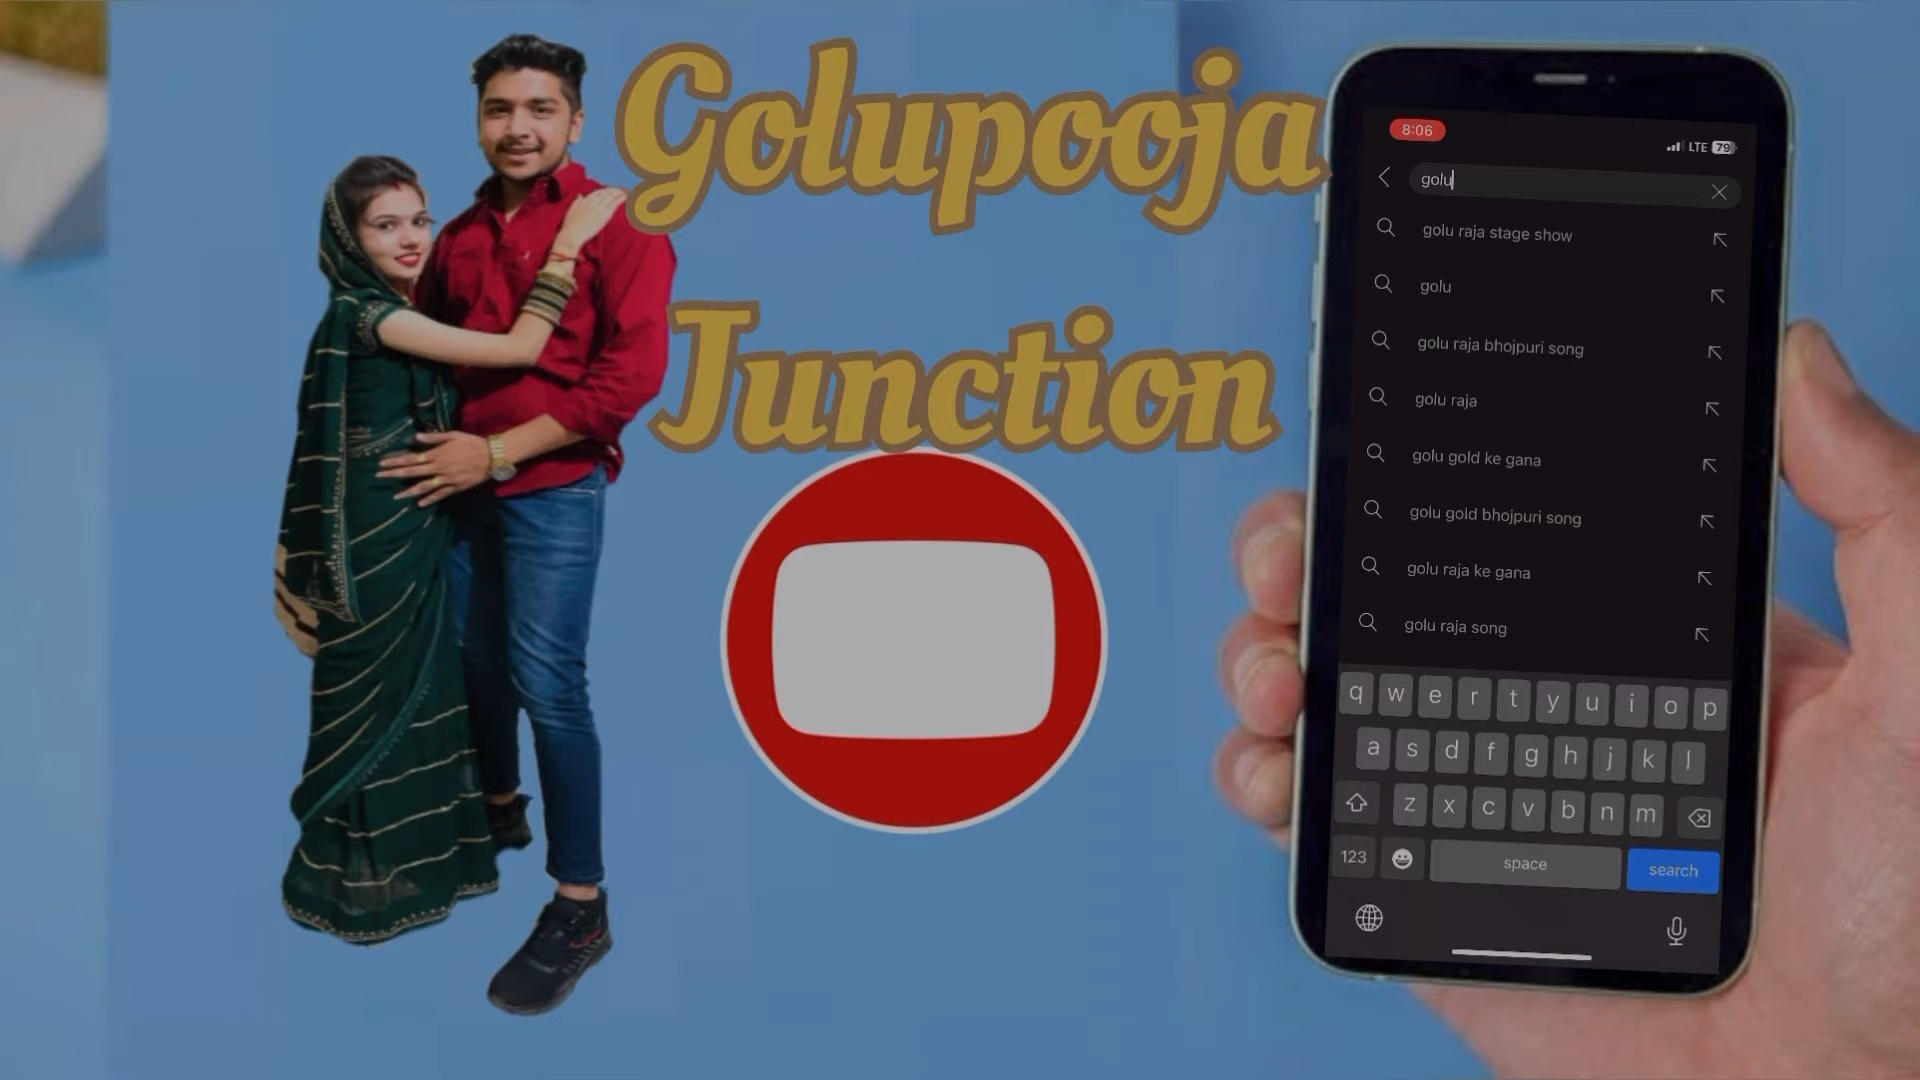 Golupooja
Junction
8:06
LTE 79
golu
golu raja stage show
golu
golu raja bhojpuri song
golu raja
golu gold ke gana
golu gold bhojpuri song
golu raja ke gana
golu raja song
q w e r t y u i o p
a s d f g h j k l
z x c v b n m
123 space search